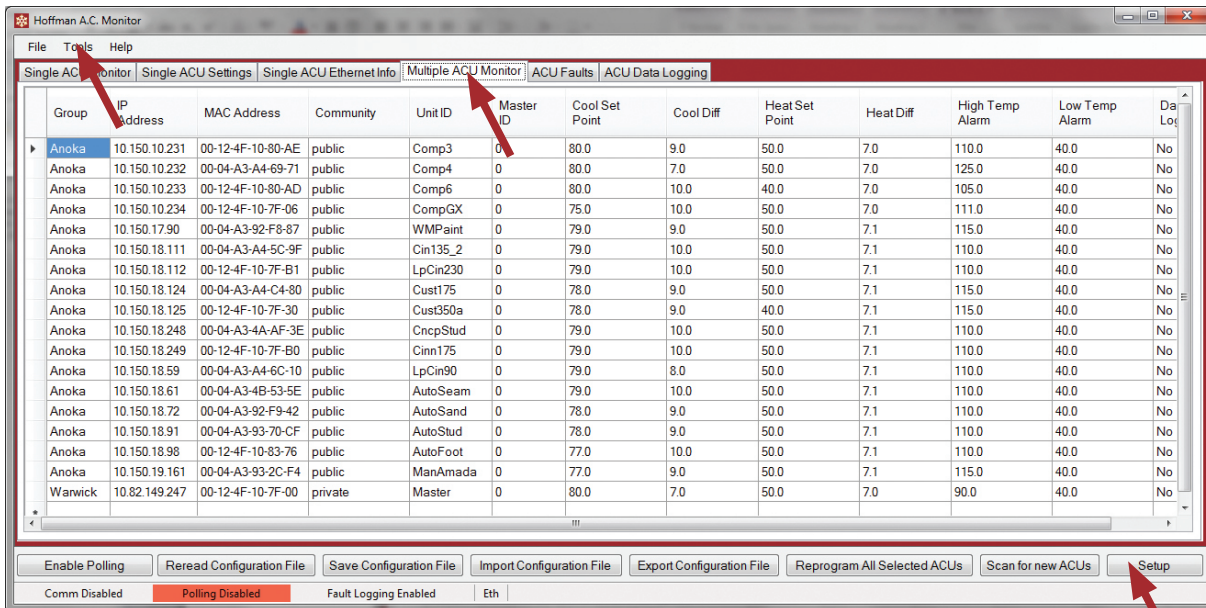 Hoffman A.C. Monitor
File Tools Help
Single ACU Monitor Single ACU Settings Single ACU Ethernet Info Multiple ACU Monitor ACU Faults ACU Data Logging
Group IP Address MAC Address Community Unit ID Master ID Cool Set Point Cool Diff Heat Set Point Heat Diff High Temp Alarm Low Temp Alarm Da Log
Anoka 10.150.10.231 00-12-4F-10-80-AE public Comp3 0 80.0 9.0 50.0 7.0 110.0 40.0 No
Anoka 10.150.10.232 00-04-A3-A4-69-71 public Comp4 0 80.0 7.0 50.0 7.0 125.0 40.0 No
Anoka 10.150.10.233 00-12-4F-10-80-AD public Comp6 0 80.0 10.0 40.0 7.0 105.0 40.0 No
Anoka 10.150.10.234 00-12-4F-10-7F-06 public CompGX 0 75.0 10.0 50.0 7.0 111.0 40.0 No
Anoka 10.150.17.90 00-04-A3-92-F8-87 public WMPaint 0 79.0 9.0 50.0 7.1 115.0 40.0 No
Anoka 10.150.18.111 00-04-A3-A4-5C-9F public Cin135_2 0 79.0 10.0 50.0 7.1 110.0 40.0 No
Anoka 10.150.18.112 00-12-4F-10-7F-B1 public LpCin230 0 79.0 10.0 50.0 7.1 110.0 40.0 No
Anoka 10.150.18.124 00-04-A3-A4-C4-80 public Cust175 0 78.0 9.0 50.0 7.1 115.0 40.0 No
Anoka 10.150.18.125 00-12-4F-10-7F-30 public Cust350a 0 78.0 9.0 40.0 7.1 115.0 40.0 No
Anoka 10.150.18.248 00-04-A3-4A-AF-3E public CncpStud 0 79.0 10.0 50.0 7.1 110.0 40.0 No
Anoka 10.150.18.249 00-12-4F-10-7F-B0 public Cinn175 0 79.0 10.0 50.0 7.1 110.0 40.0 No
Anoka 10.150.18.59 00-04-A3-A4-6C-10 public LpCin90 0 79.0 8.0 50.0 7.1 110.0 40.0 No
Anoka 10.150.18.61 00-04-A3-4B-53-5E public AutoSeam 0 79.0 10.0 50.0 7.1 110.0 40.0 No
Anoka 10.150.18.72 00-04-A3-92-F9-42 public AutoSand 0 78.0 9.0 50.0 7.1 110.0 40.0 No
Anoka 10.150.18.91 00-04-A3-93-70-CF public AutoStud 0 78.0 9.0 50.0 7.1 110.0 40.0 No
Anoka 10.150.18.98 00-12-4F-10-83-76 public AutoFoot 0 77.0 10.0 50.0 7.1 110.0 40.0 No
Anoka 10.150.19.161 00-04-A3-93-2C-F4 public ManAmada 0 77.0 9.0 50.0 7.1 115.0 40.0 No
Warwick 10.82.149.247 00-12-4F-10-7F-00 private Master 0 80.0 7.0 50.0 7.0 90.0 40.0 No
Enable Polling Reread Configuration File Save Configuration File Import Configuration File Export Configuration File Reprogram All Selected ACUs Scan for new ACUs Setup
Comm Disabled Polling Disabled Fault Logging Enabled Eth